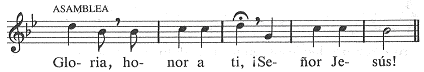 ASAMBLEA
Glo- ria, ho- nor a ti, ¡Se- ñor Je- sús!